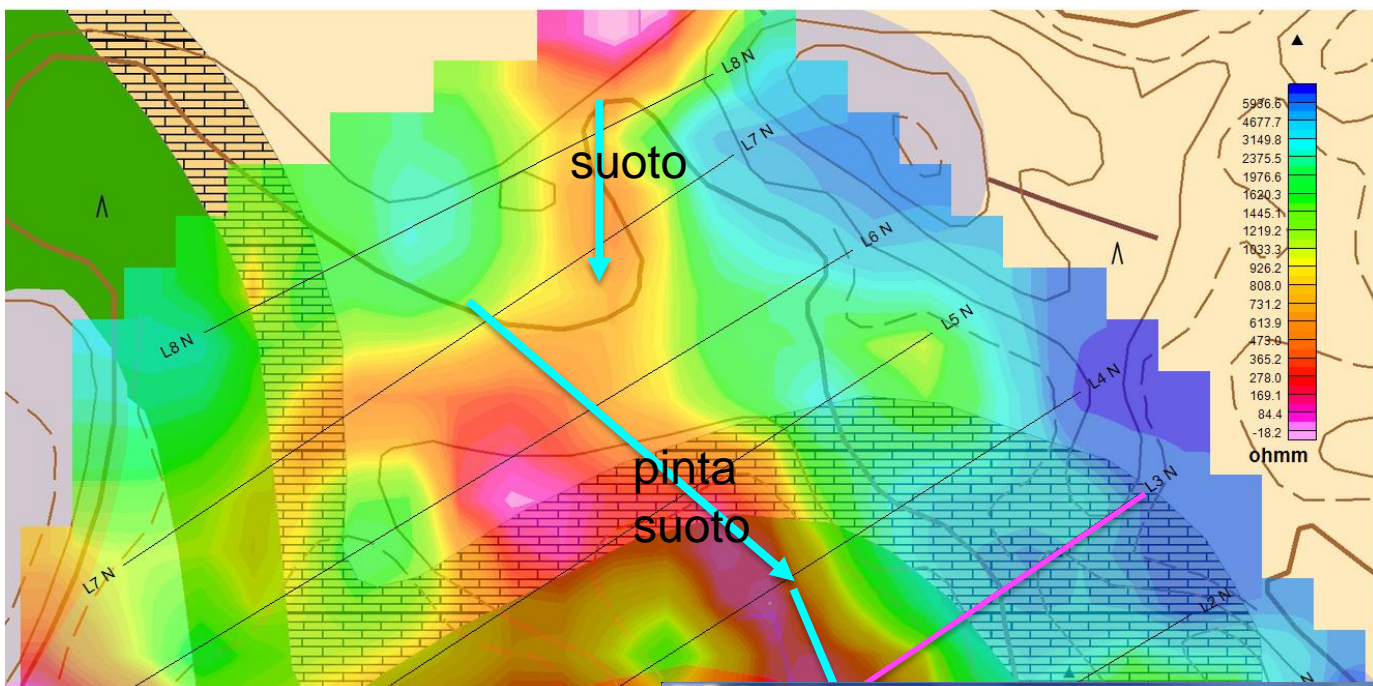 L8 N
L7 N
suoto
L6 N
L5 N
L8 N
L4 N
pinta
suoto
L3 N
L7 N
L2 N
5936.6
4677.7
3149.8
2375.5
1976.6
1620.3
1445.1
1219.2
1033.3
926.2
808.0
731.2
613.9
473.0
365.2
278.0
169.1
84.4
-18.2
ohmm